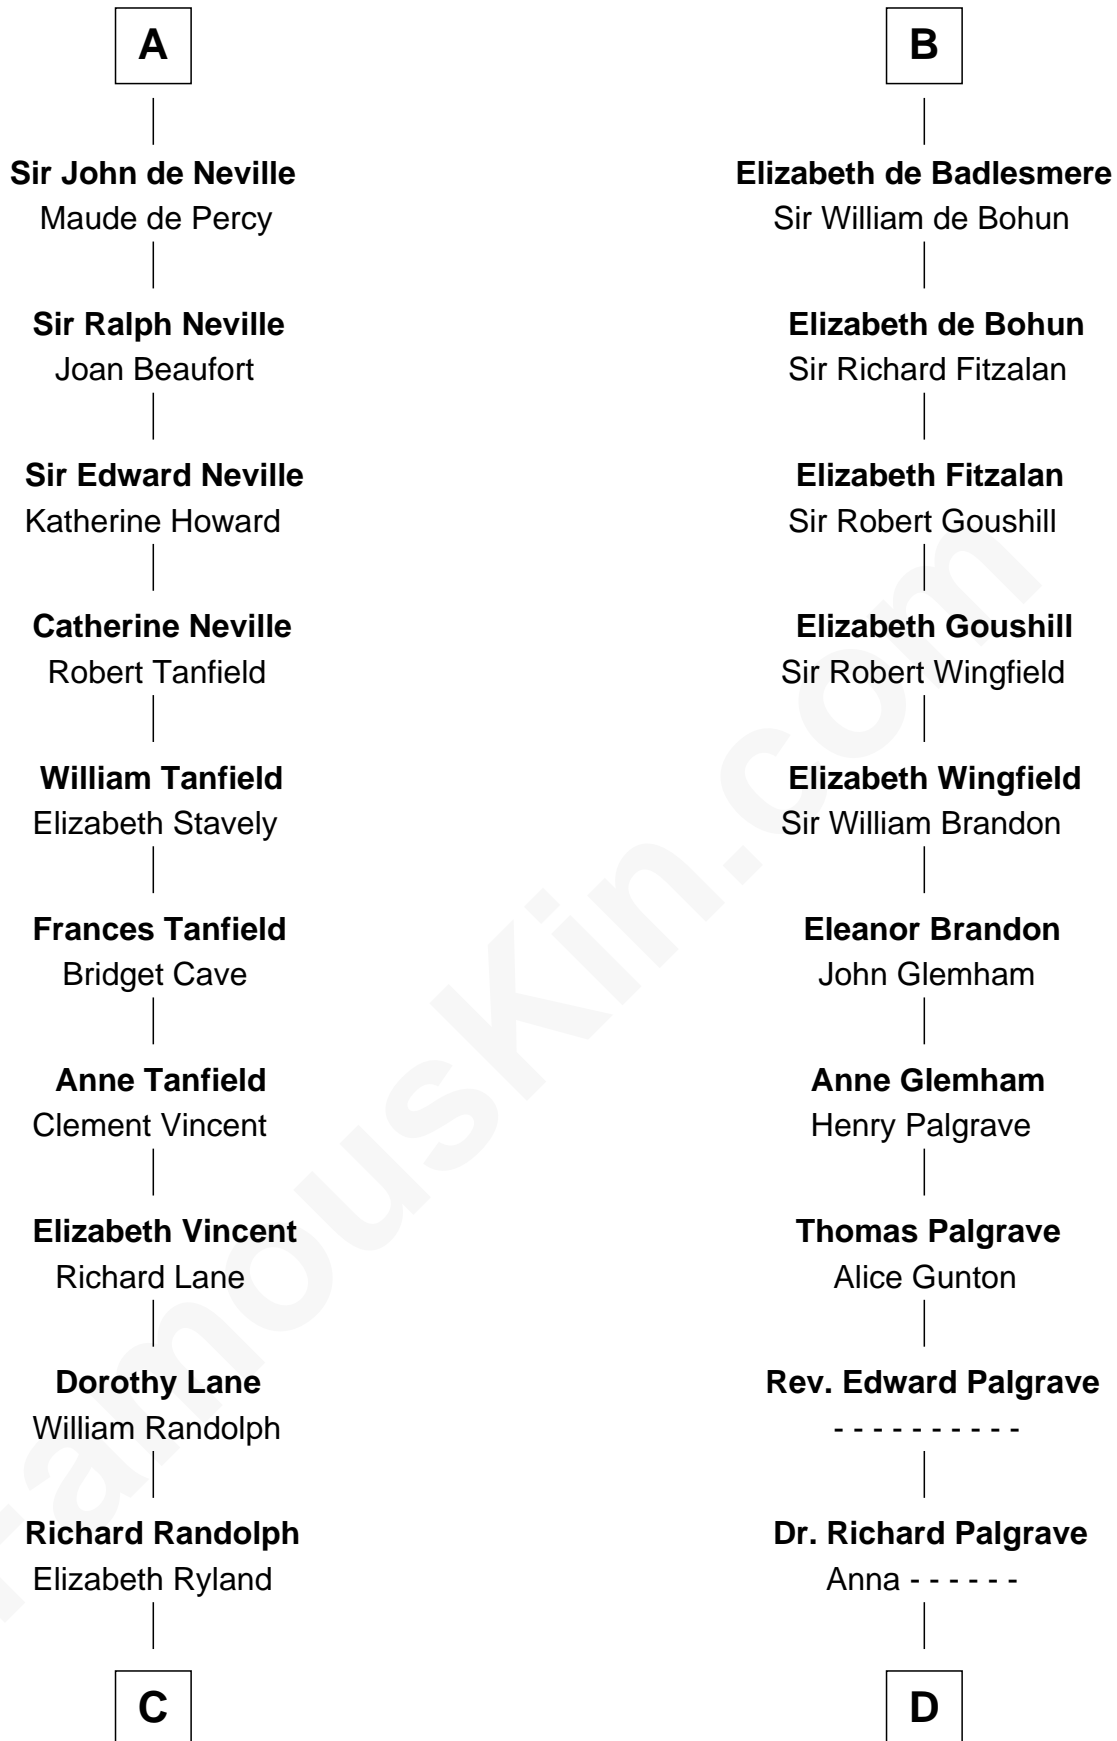 A
Sir John de Neville
Maude de Percy
Sir Ralph Neville
Joan Beaufort
Sir Edward Neville
Katherine Howard
Catherine Neville
Robert Tanfield
William Tanfield
Elizabeth Stavely
Frances Tanfield
Bridget Cave
Anne Tanfield
Clement Vincent
Elizabeth Vincent
Richard Lane
Dorothy Lane
William Randolph
Richard Randolph
Elizabeth Ryland
C
B
Elizabeth de Badlesmere
Sir William de Bohun
Elizabeth de Bohun
Sir Richard Fitzalan
Elizabeth Fitzalan
Sir Robert Goushill
Elizabeth Goushill
Sir Robert Wingfield
Elizabeth Wingfield
Sir William Brandon
Eleanor Brandon
John Glemham
Anne Glemham
Henry Palgrave
Thomas Palgrave
Alice Gunton
Rev. Edward Palgrave
- - - - - - - - - -
Dr. Richard Palgrave
Anna - - - - - -
D
FamousKin.com